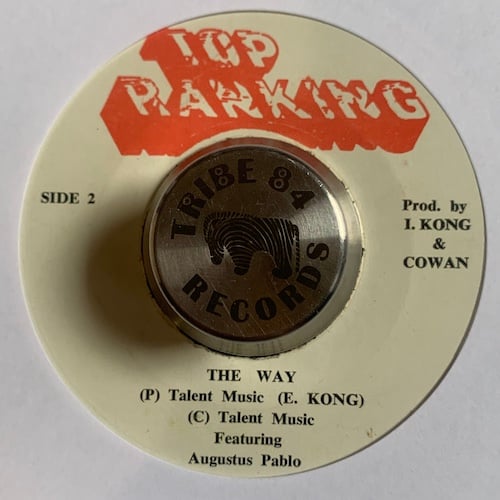 TOP
RANKING
SIDE 2
Prod. by
I. KONG
&
COWAN
TRIBE 84
RECORDS
THE WAY
(P) Talent Music (E. KONG)
(C) Talent Music
Featuring
Augustus Pablo